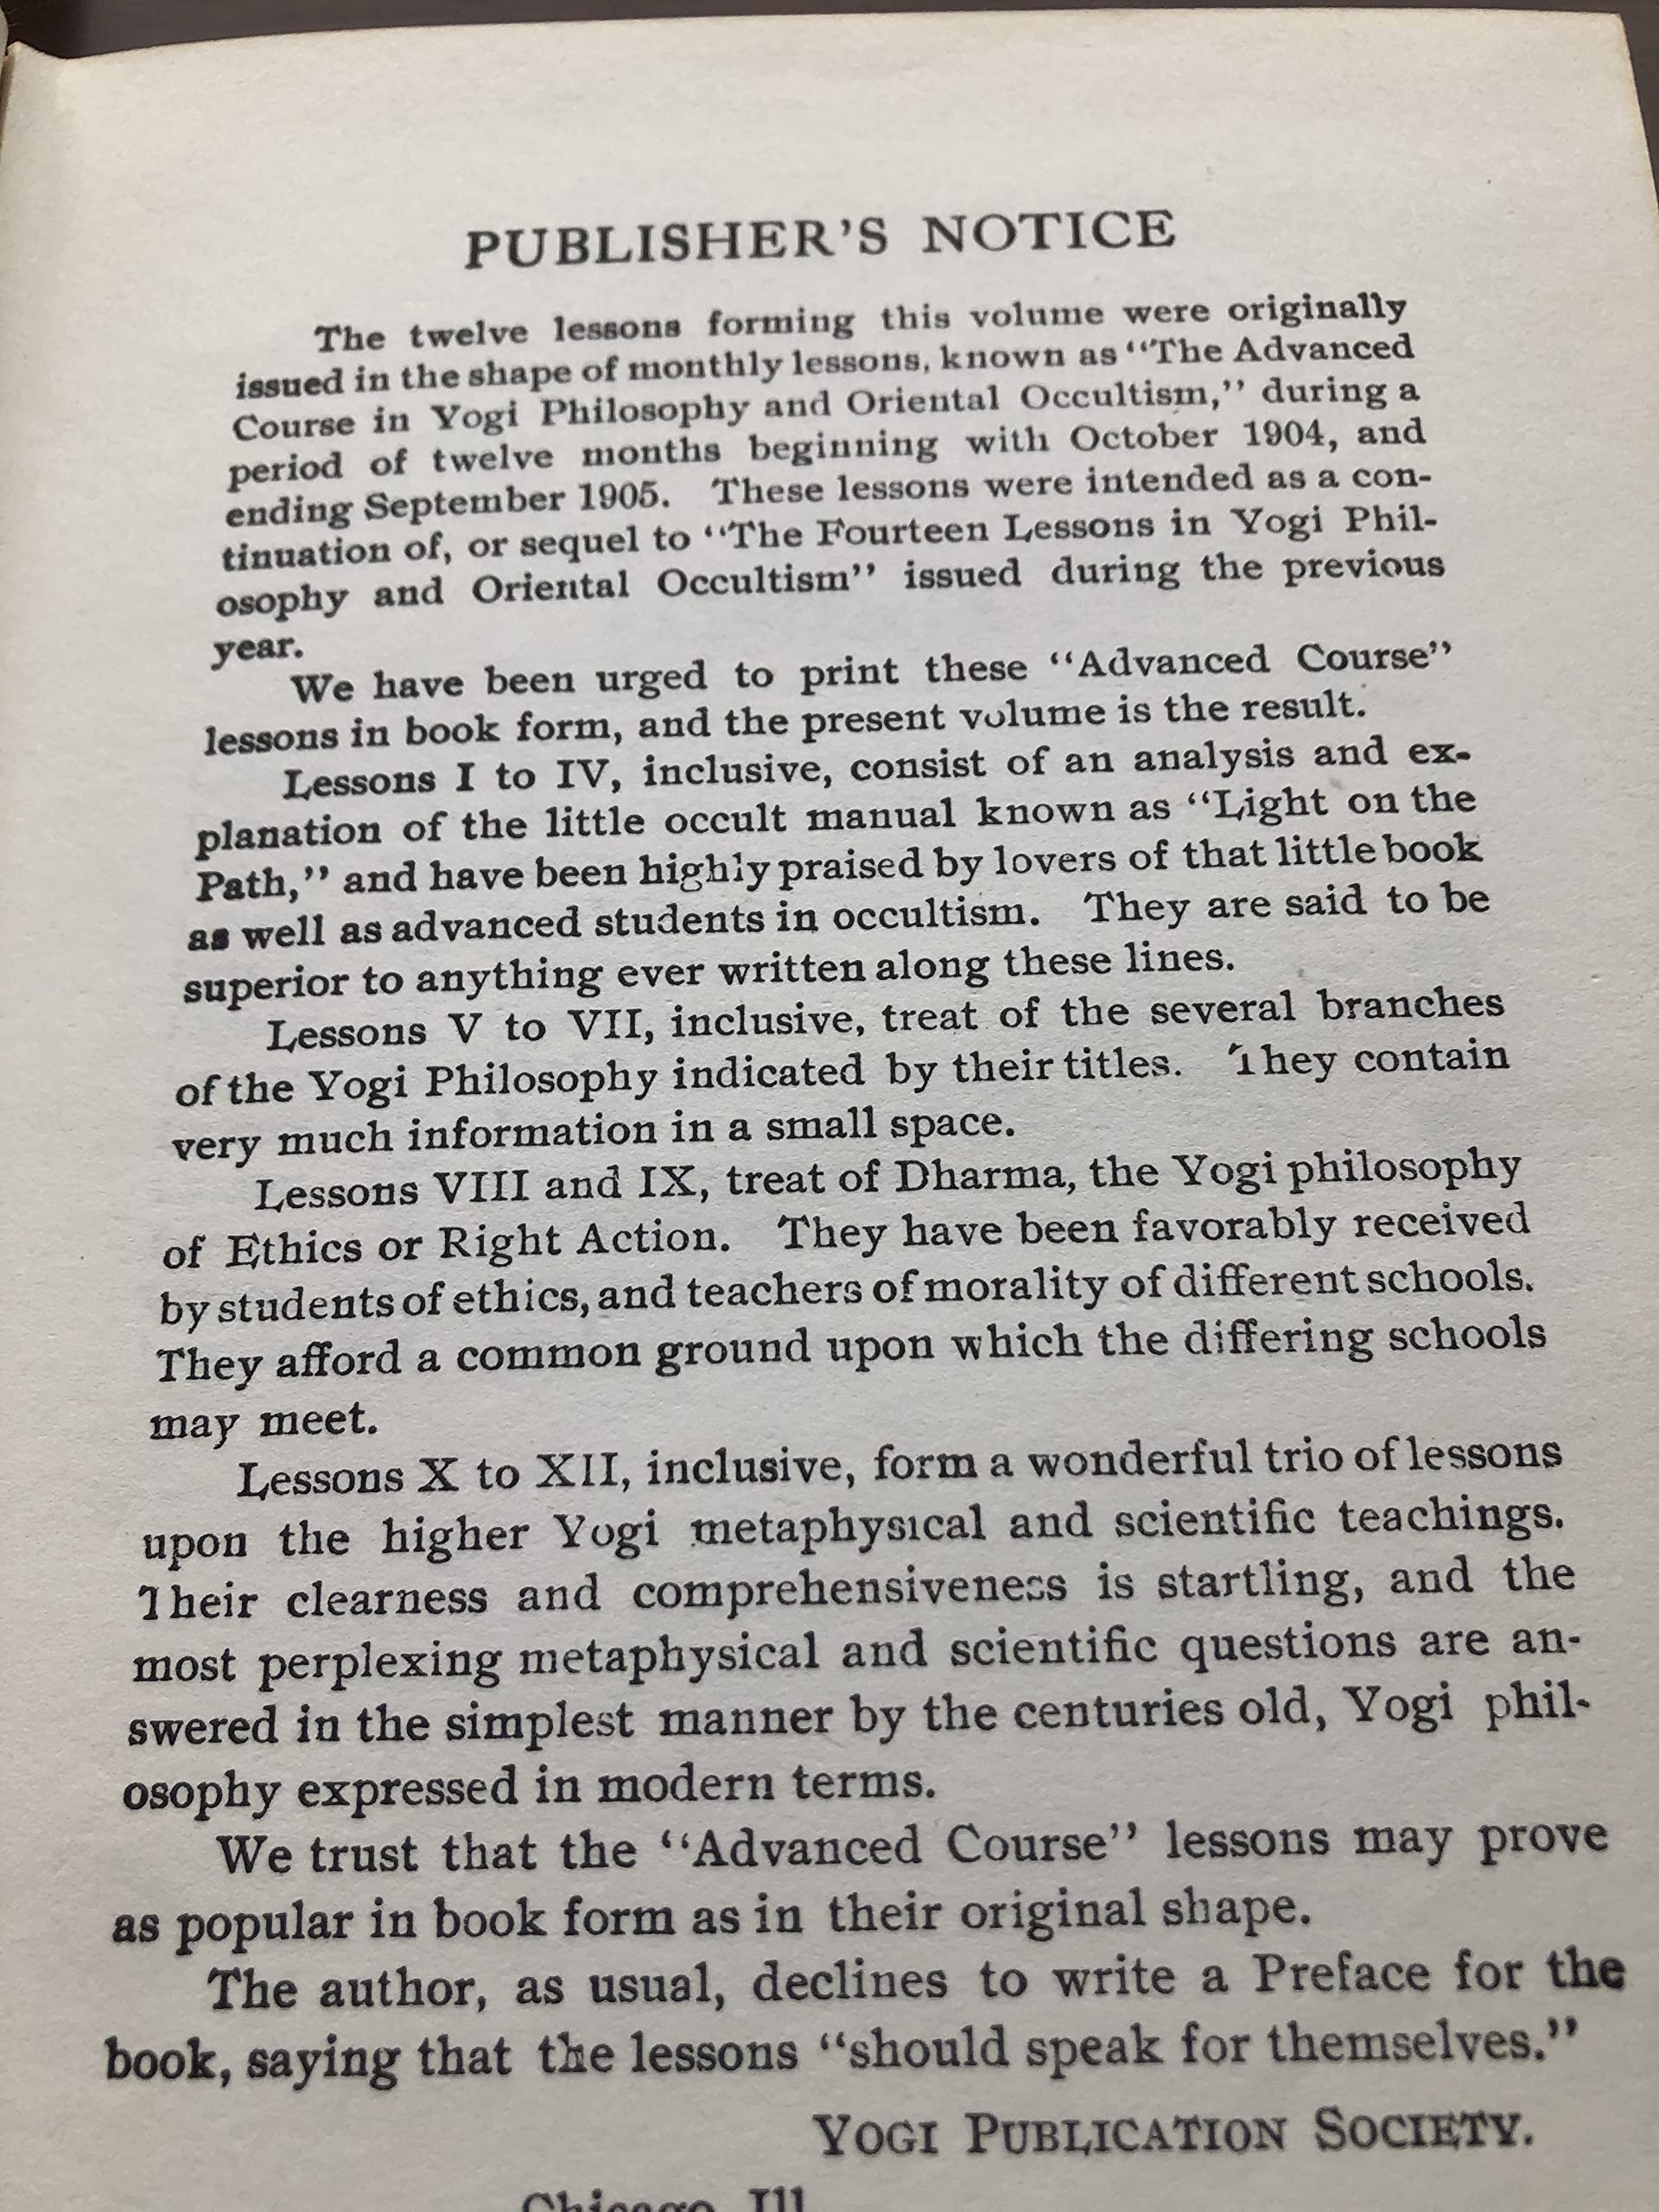 PUBLISHER'S NOTICE
The twelve lessons forming this volume were originally
issued in the shape of monthly lessons, known as "The Advanced
Course in Yogi Philosophy and Oriental Occultism," during a
period of twelve months beginning with October 1904, and
ending September 1905. These lessons were intended as a con-
tinuation of, or sequel to "The Fourteen Lessons in Yogi Phil-
osophy and Oriental Occultism" issued during the previous
year.
We have been urged to print these "Advanced Course"
lessons in book form, and the present volume is the result.
Lessons I to IV, inclusive, consist of an analysis and ex-
planation of the little occult manual known as "Light on the
Path," and have been highly praised by lovers of that little book
as well as advanced students in occultism. They are said to be
superior to anything ever written along these lines.
Lessons V to VII, inclusive, treat of the several branches
of the Yogi Philosophy indicated by their titles. They contain
very much information in a small space.
Lessons VIII and IX, treat of Dharma, the Yogi philosophy
of Ethics or Right Action. They have been favorably received
by students of ethics, and teachers of morality of different schools.
They afford a common ground upon which the differing schools
may meet.
Lessons X to XII, inclusive, form a wonderful trio of lessons
upon the higher Yogi metaphysical and scientific teachings.
Their clearness and comprehensiveness is startling, and the
most perplexing metaphysical and scientific questions are an-
swered in the simplest manner by the centuries old, Yogi phil-
osophy expressed in modern terms.
We trust that the "Advanced Course" lessons may prove
as popular in book form as in their original shape.
The author, as usual, declines to write a Preface for the
book, saying that the lessons "should speak for themselves."
YOGI PUBLICATION SOCIETY.
Chicago, Ill